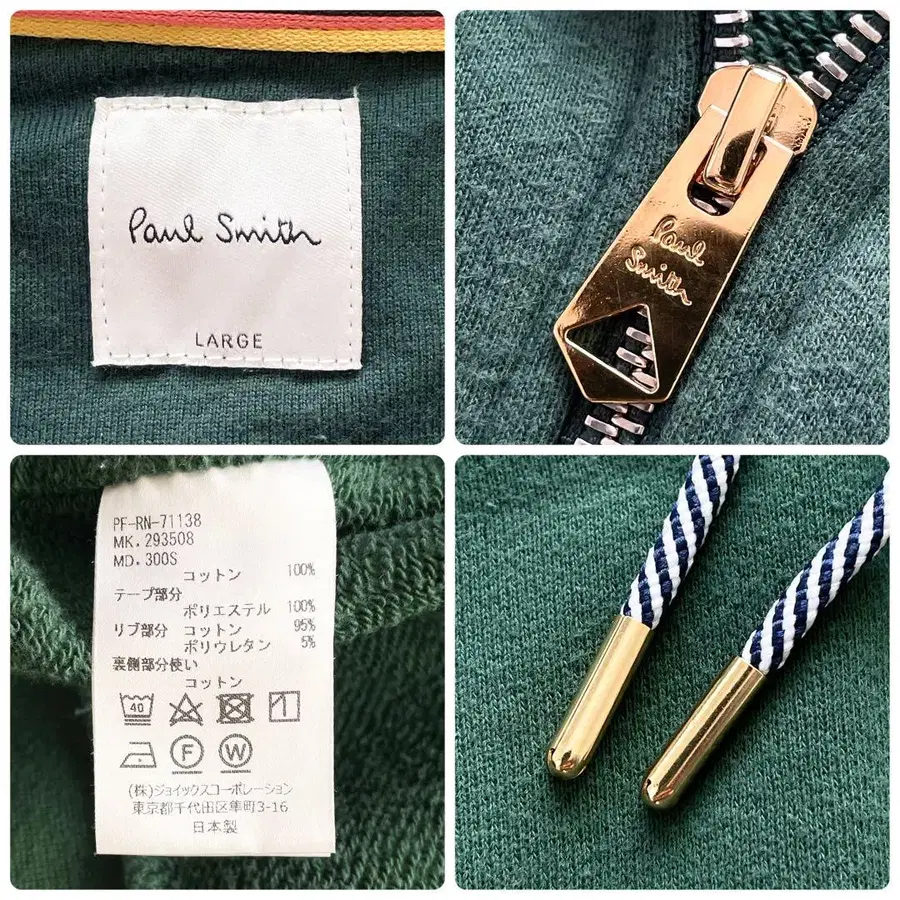 Paul Smith
LARGE
Paul
Smith
PF-RN-71138
MK. 293508
MD. 300S
コットン 100%
テープ部分
ポリエステル 100%
リブ部分 コットン 95%
ポリウレタン 5%
裏側部分使い
コットン
40
F W
(株)ジョイックスコーポレーション
東京都千代田区隼町3-16
日本製